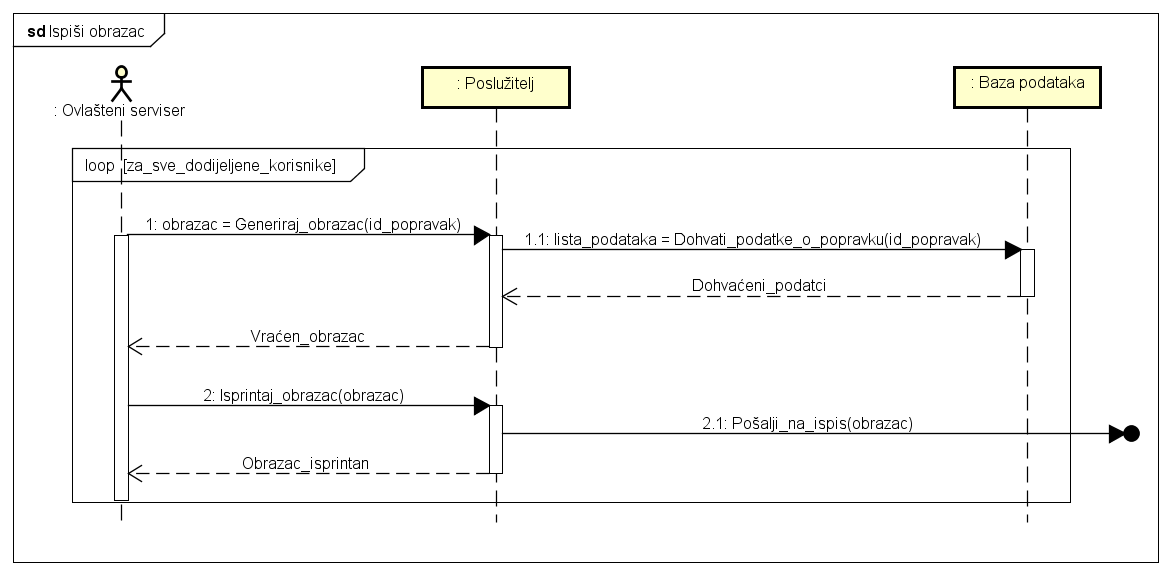 sd Ispiši obrazac
: Ovlašteni serviser
: Poslužitelj
: Baza podataka
loop [za_sve_dodijeljene_korisnike]
1: obrazac = Generiraj_obrazac(id_popravak)
1.1: lista_podataka = Dohvati_podatke_o_popravku(id_popravak)
Dohvaćeni_podatci
Vraćen_obrazac
2: Isprintaj_obrazac(obrazac)
2.1: Pošalji_na_ispis(obrazac)
Obrazac_isprintan